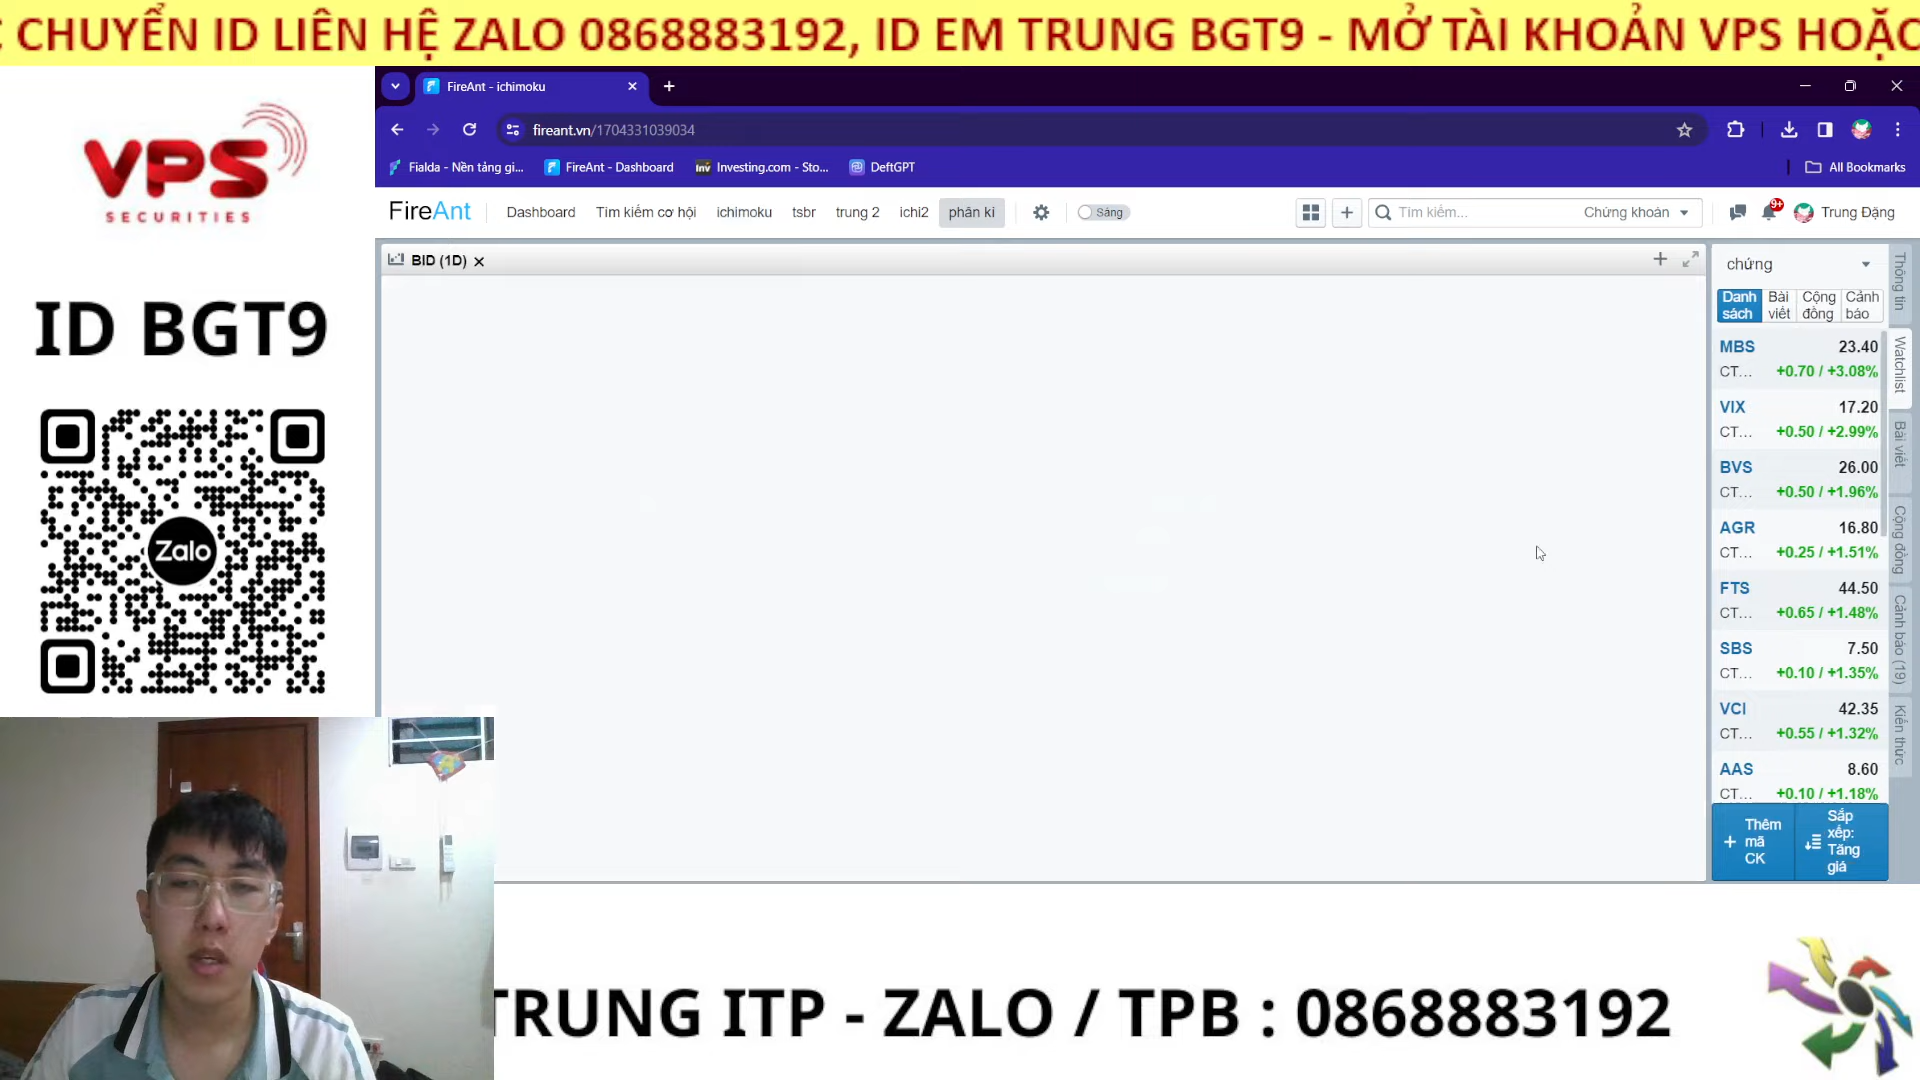 CHUYỂN ID LIÊN HỆ ZALO 0868883192, ID EM TRUNG BGT9 - MỞ TÀI KHOẢN VPS HOẶC
VPS
SECURITIES
ID BGT9
Zalo
FireAnt - ichimoku
fireant.vn/1704331039034
Fialda - Nền tảng gi...
FireAnt - Dashboard
inv
Investing.com - Sto...
DeftGPT
All Bookmarks
FireAnt
Dashboard
Tìm kiếm cơ hội
ichimoku
tsbr
trung 2
ichi2
phân kì
Sáng
Tìm kiếm...
Chứng khoán
9+
Trung Đặng
BID (1D)
chứng
Danh sách
Bài viết
Cộng đồng
Cảnh báo
MBS 23.40
CT... +0.70 / +3.08%
VIX 17.20
CT... +0.50 / +2.99%
BVS 26.00
CT... +0.50 / +1.96%
AGR 16.80
CT... +0.25 / +1.51%
FTS 44.50
CT... +0.65 / +1.48%
SBS 7.50
CT... +0.10 / +1.35%
VCI 42.35
CT... +0.55 / +1.32%
AAS 8.60
CT... +0.10 / +1.18%
Thêm mã CK
Sắp xếp: Tăng giá
Thông tin
Watchlist
Bài viết
Cộng đồng
Cảnh báo (19)
Kiến thức
TRUNG ITP - ZALO / TPB : 0868883192